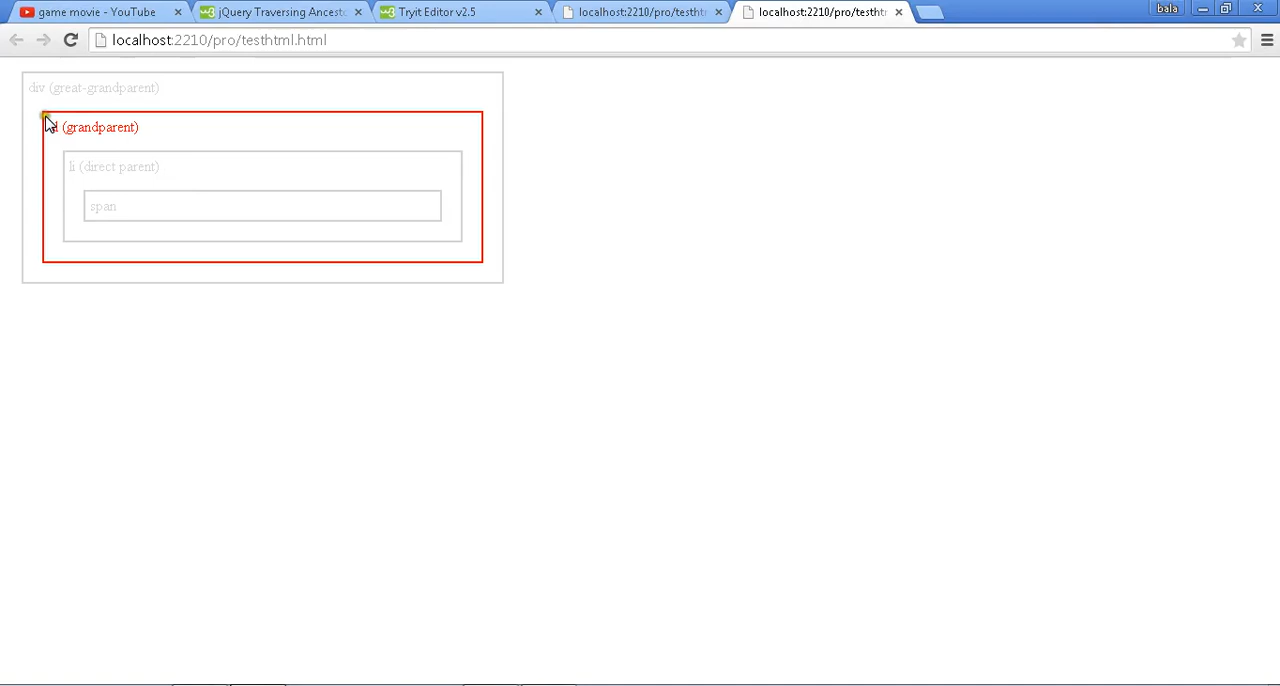 game movie - YouTube
jQuery Traversing Ancest
Tryit Editor v2.5
localhost:2210/pro/testht
localhost:2210/pro/testht
bala
localhost:2210/pro/testhtml.html
div (great-grandparent)
(grandparent)
li (direct parent)
span